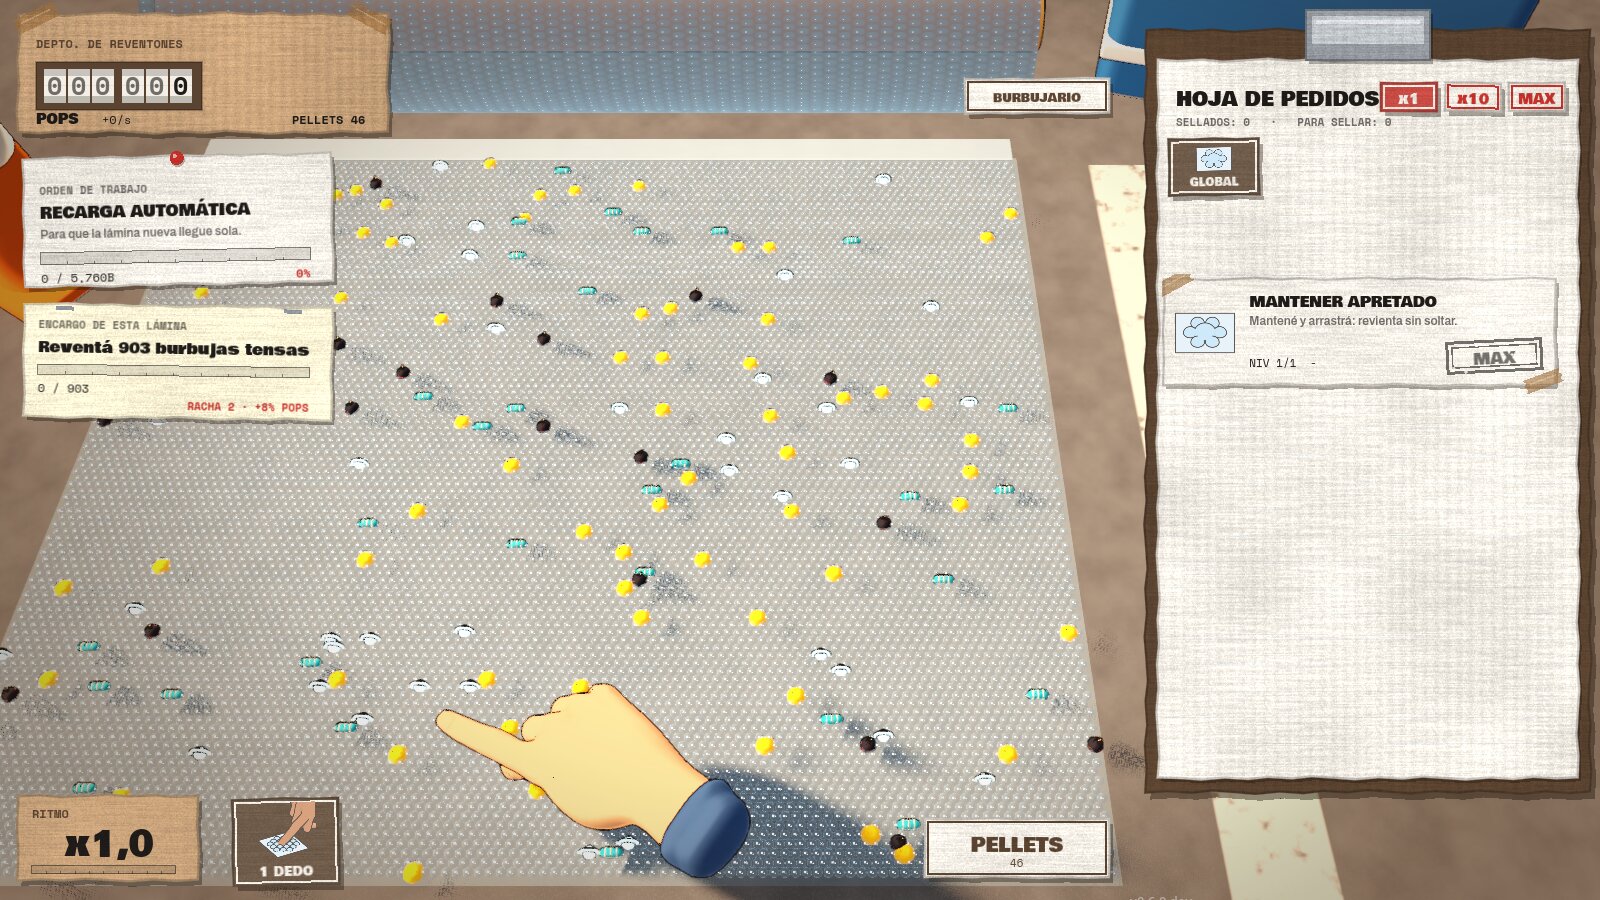 DEPTO. DE REVENTONES
000 000
POPS +0/s PELLETS 46
ORDEN DE TRABAJO
RECARGA AUTOMÁTICA
Para que la lámina nueva llegue sola.
0 / 5.760B 0%
ENCARGO DE ESTA LÁMINA
Reventá 903 burbujas tensas
0 / 903
RACHA 2 · +8% POPS
BURBUJARIO
HOJA DE PEDIDOS x1 x10 MAX
SELLADOS: 0 · PARA SELLAR: 0
GLOBAL
MANTENER APRETADO
Mantené y arrastrá: revienta sin soltar.
NIV 1/1 -
MAX
RITMO
x1,0
1 DEDO
PELLETS
46